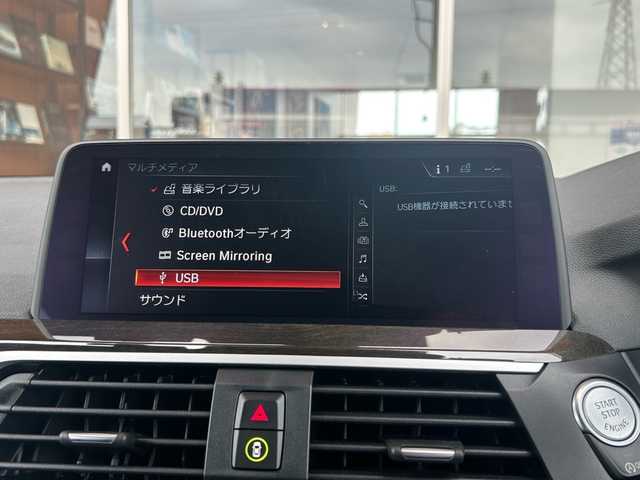 マルチメディア
i 1
音楽ライブラリ
CD/DVD
Bluetoothオーディオ
Screen Mirroring
USB
サウンド
USB:
USB機器が接続されていませ
START
STOP
ENGINE